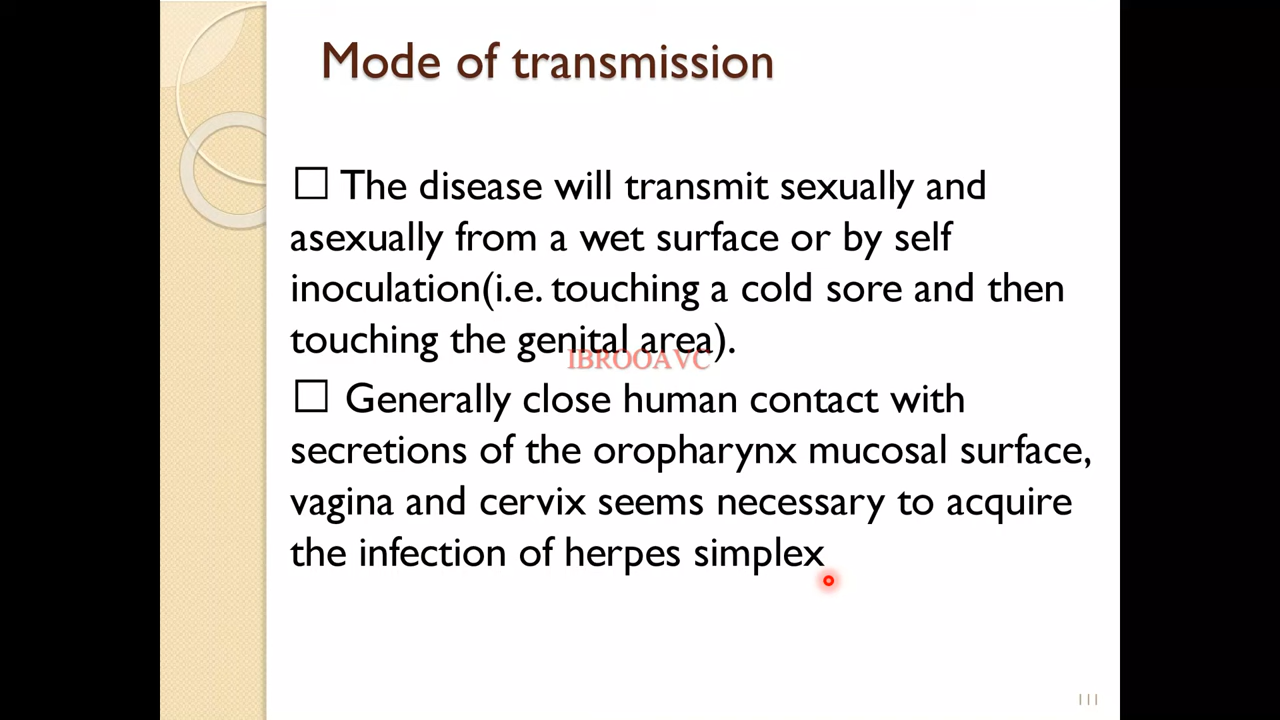 Mode of transmission
☐ The disease will transmit sexually and
asexually from a wet surface or by self
inoculation(i.e. touching a cold sore and then
touching the genital area).
IBROOAVC
☐ Generally close human contact with
secretions of the oropharynx mucosal surface,
vagina and cervix seems necessary to acquire
the infection of herpes simplex
111